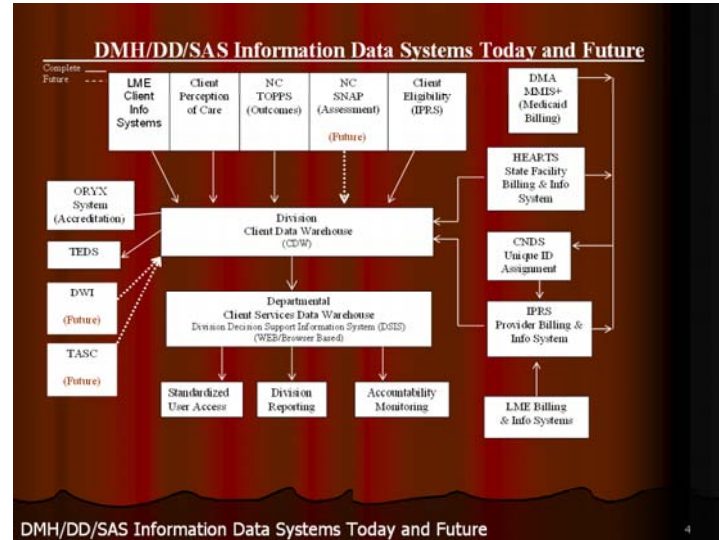 DMH/DD/SAS Information Data Systems Today and Future
Complete
Future
LME
Client
Info
Systems
Client
Perception
of Care
NC
TOPPS
(Outcomes)
NC
SNAP
(Assessment)
(Future)
Client
Eligibility
(IPRS)
DMA
MMIS+
(Medicaid
Billing)
HEARTS
State Facility
Billing & Info
System
ORYX
System
(Accreditation)
Division
Client Data Warehouse
(CDW)
TEDS
CNDS
Unique ID
Assignment
DWI
(Future)
Departmental
Client Services Data Warehouse
Division Decision Support Information System (DSIS)
(WEB/Browser Based)
IPRS
Provider Billing &
Info System
TASC
(Future)
Standardized
User Access
Division
Reporting
Accountability
Monitoring
LME Billing
& Info Systems
DMH/DD/SAS Information Data Systems Today and Future
4